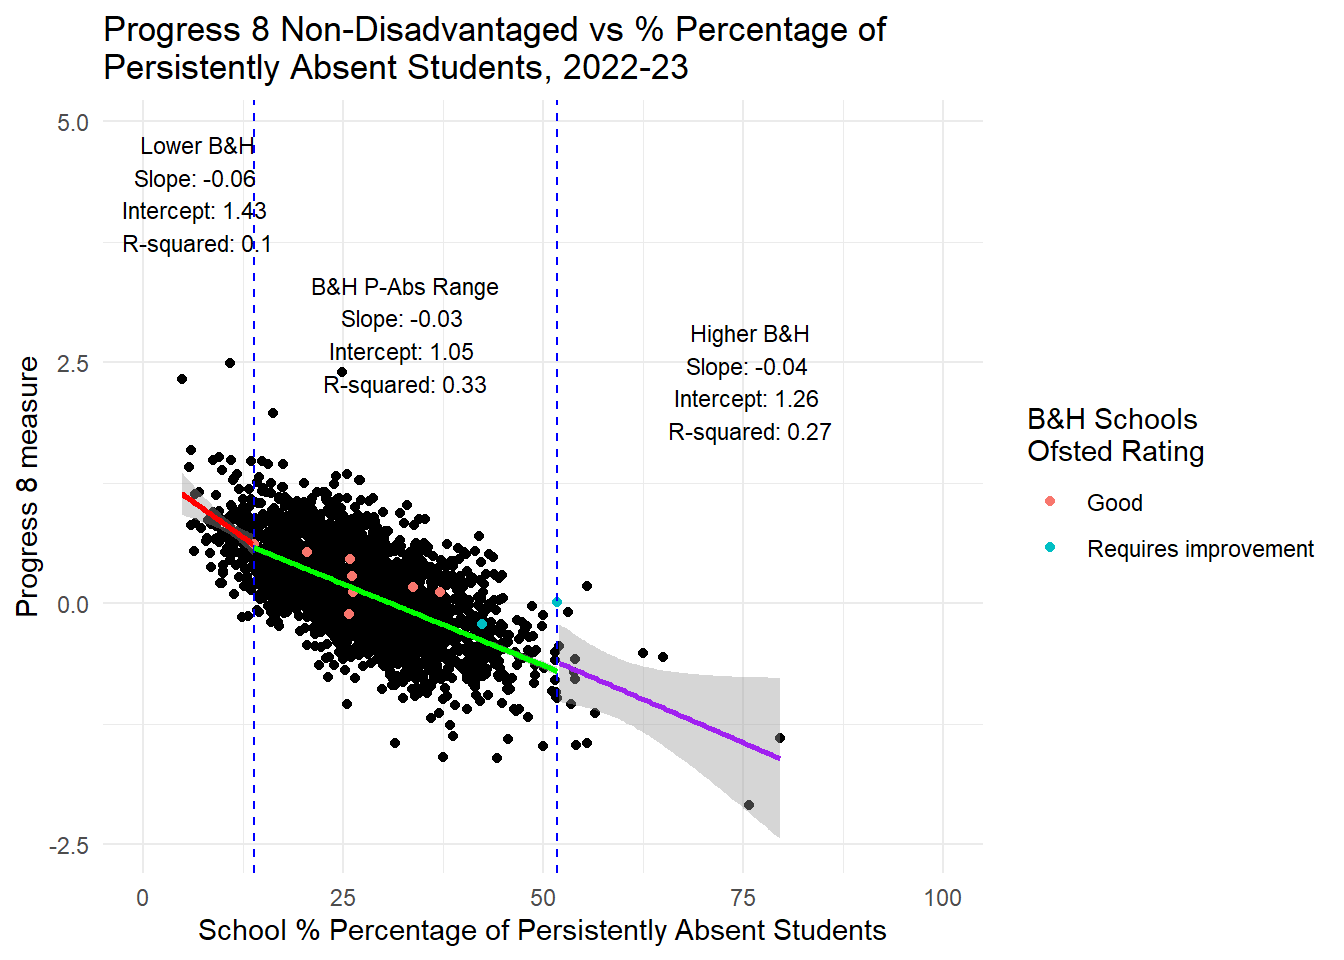 Progress 8 Non-Disadvantaged vs % Percentage of
Persistently Absent Students, 2022-23
5.0
2.5
0.0
-2.5
Progress 8 measure
Lower B&H
Slope: -0.06
Intercept: 1.43
R-squared: 0.1
B&H P-Abs Range
Slope: -0.03
Intercept: 1.05
R-squared: 0.33
Higher B&H
Slope: -0.04
Intercept: 1.26
R-squared: 0.27
0 25 50 75 100
School % Percentage of Persistently Absent Students
B&H Schools
Ofsted Rating
Good
Requires improvement